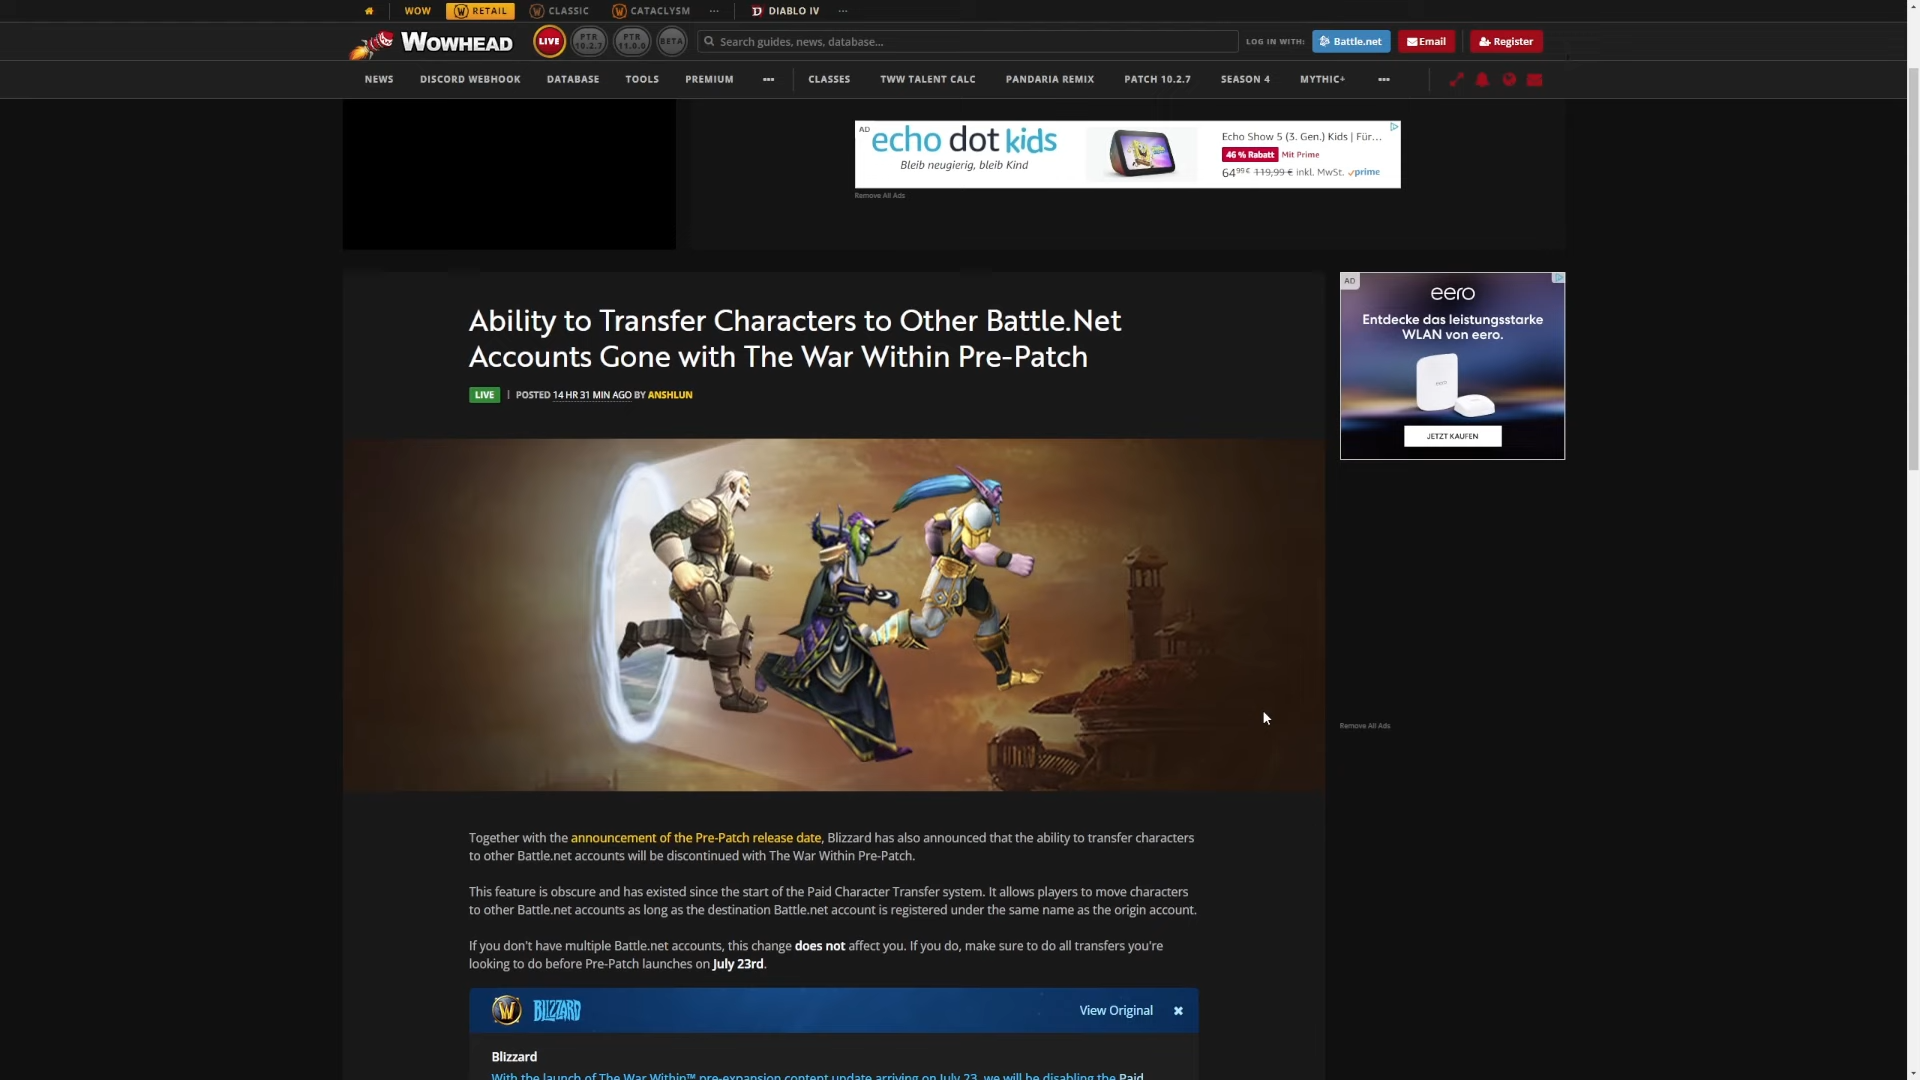 WOW
RETAIL
CLASSIC
CATACLYSM
DIABLO IV
WOWHEAD
LIVE
PTR 10.2.7
PTR 11.0.0
BETA
Search guides, news, database...
LOG IN WITH:
Battle.net
Email
Register
NEWS
DISCORD WEBHOOK
DATABASE
TOOLS
PREMIUM
CLASSES
TWW TALENT CALC
PANDARIA REMIX
PATCH 10.2.7
SEASON 4
MYTHIC+
AD
echo dot kids
Bleib neugierig, bleib Kind
Echo Show 5 (3. Gen.) Kids | Für...
46 % Rabatt Mit Prime
64,99 € 119,99 € inkl. MwSt. prime
Remove All Ads
Ability to Transfer Characters to Other Battle.Net
Accounts Gone with The War Within Pre-Patch
LIVE | POSTED 14 HR 31 MIN AGO BY ANSHLUN
AD
eero
Entdecke das leistungsstarke
WLAN von eero.
eero
JETZT KAUFEN
Remove All Ads
Together with the announcement of the Pre-Patch release date, Blizzard has also announced that the ability to transfer characters
to other Battle.net accounts will be discontinued with The War Within Pre-Patch.
This feature is obscure and has existed since the start of the Paid Character Transfer system. It allows players to move characters
to other Battle.net accounts as long as the destination Battle.net account is registered under the same name as the origin account.
If you don't have multiple Battle.net accounts, this change does not affect you. If you do, make sure to do all transfers you're
looking to do before Pre-Patch launches on July 23rd.
BLIZZARD
View Original
Blizzard
With the launch of The War Within™ pre-expansion content update arriving on July 23, we will be disabling the Paid